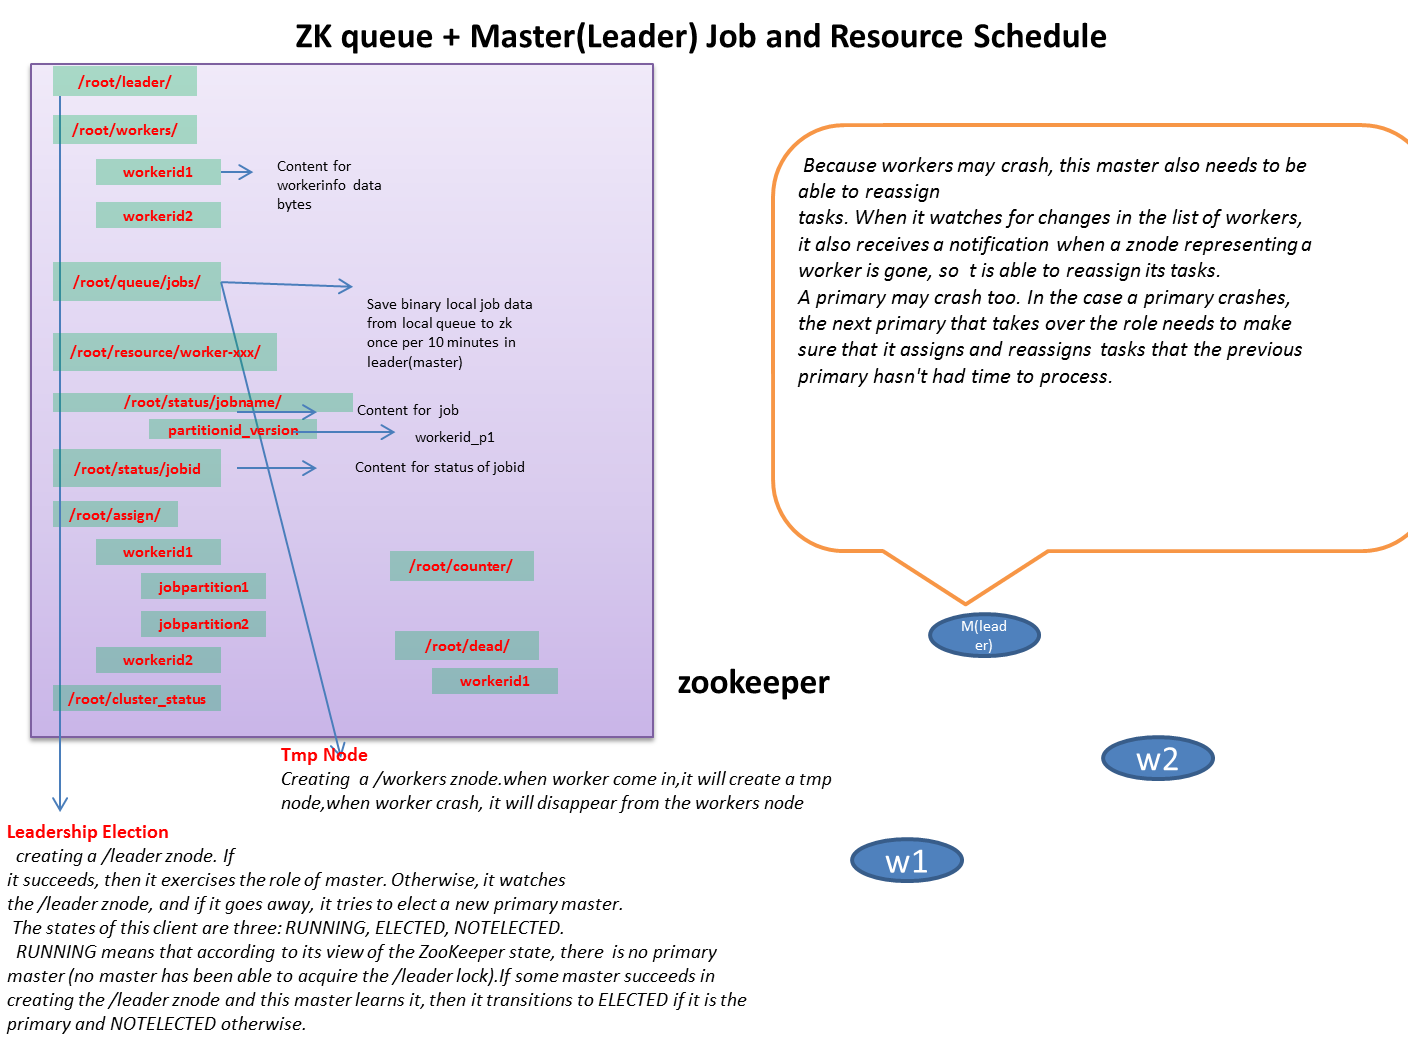 ZK queue + Master(Leader) Job and Resource Schedule
/root/leader/
/root/workers/
workerid1
Content for
workerinfo data
bytes
workerid2
/root/queue/jobs/
Save binary local job data
from local queue to zk
once per 10 minutes in
leader(master)
/root/resource/worker-xxx/
/root/status/jobname/
Content for job
partitionid_version
workerid_p1
/root/status/jobid
Content for status of jobid
/root/assign/
workerid1
jobpartition1
jobpartition2
workerid2
/root/cluster_status
/root/counter/
/root/dead/
workerid1
zookeeper
Because workers may crash, this master also needs to be
able to reassign
tasks. When it watches for changes in the list of workers,
it also receives a notification when a znode representing a
worker is gone, so t is able to reassign its tasks.
A primary may crash too. In the case a primary crashes,
the next primary that takes over the role needs to make
sure that it assigns and reassigns tasks that the previous
primary hasn't had time to process.
M(lead
er)
w2
w1
Tmp Node
Creating a /workers znode.when worker come in,it will create a tmp
node,when worker crash, it will disappear from the workers node
Leadership Election
creating a /leader znode. If
it succeeds, then it exercises the role of master. Otherwise, it watches
the /leader znode, and if it goes away, it tries to elect a new primary master.
The states of this client are three: RUNNING, ELECTED, NOTELECTED.
RUNNING means that according to its view of the ZooKeeper state, there is no primary
master (no master has been able to acquire the /leader lock).If some master succeeds in
creating the /leader znode and this master learns it, then it transitions to ELECTED if it is the
primary and NOTELECTED otherwise.